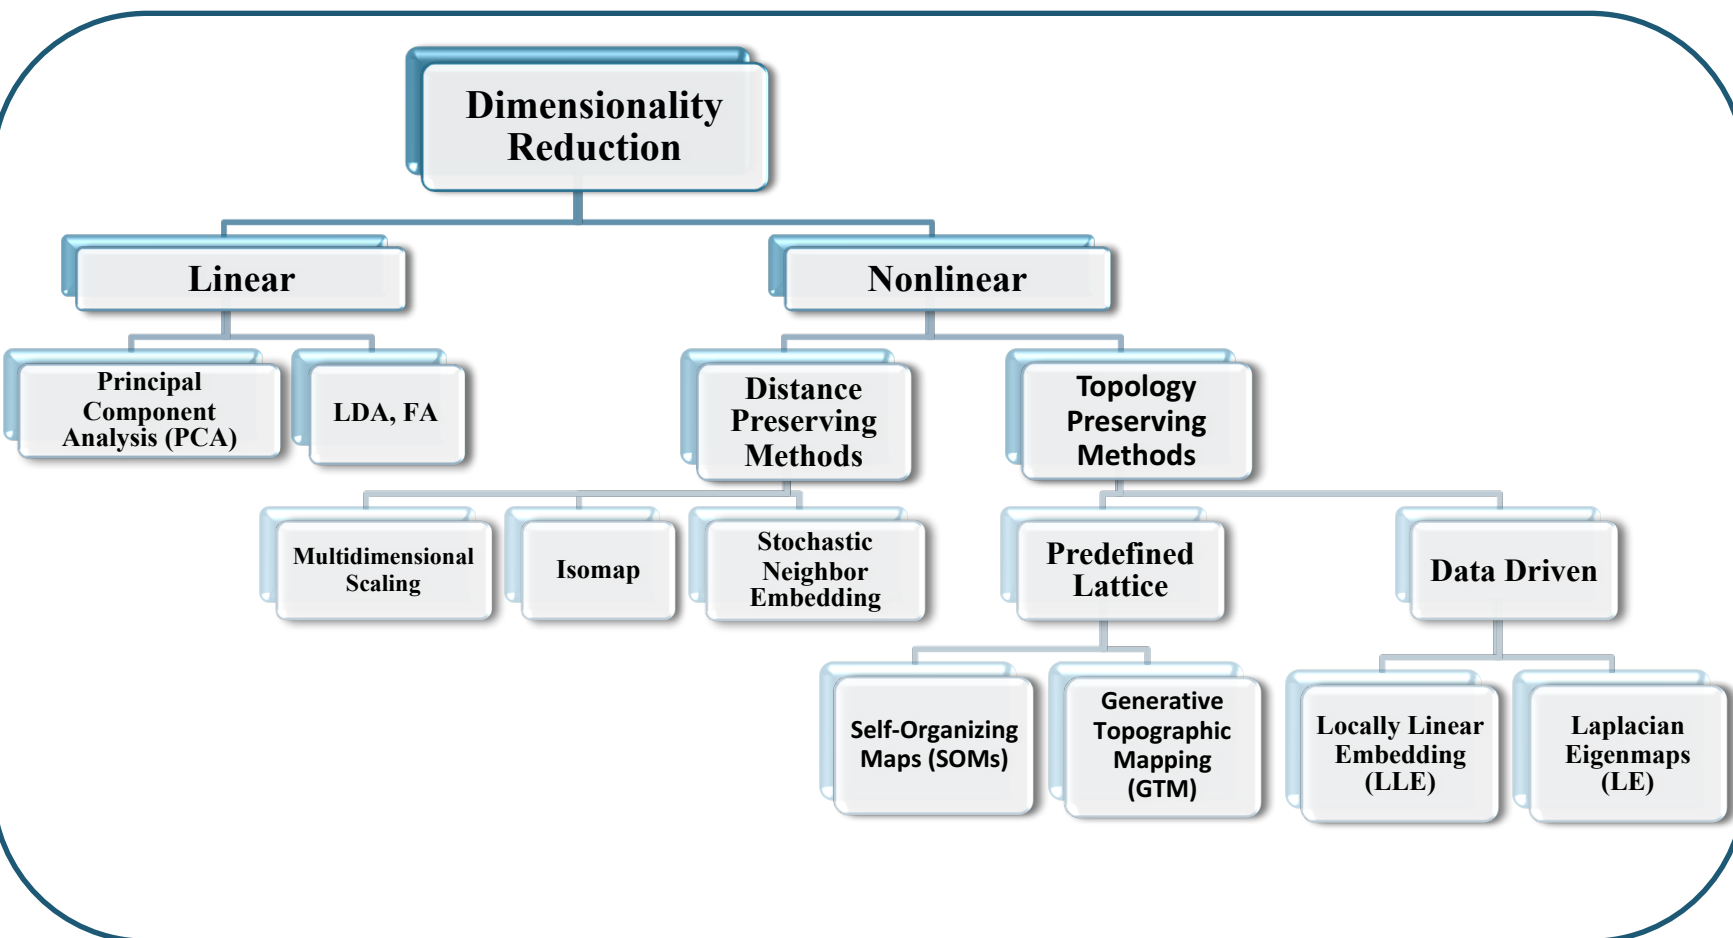 Dimensionality
Reduction
Linear
Nonlinear
Principal
Component
Analysis (PCA)
LDA, FA
Distance
Preserving
Methods
Topology
Preserving
Methods
Multidimensional
Scaling
Isomap
Stochastic
Neighbor
Embedding
Predefined
Lattice
Data Driven
Self-Organizing
Maps (SOMs)
Generative
Topographic
Mapping
(GTM)
Locally Linear
Embedding
(LLE)
Laplacian
Eigenmaps
(LE)